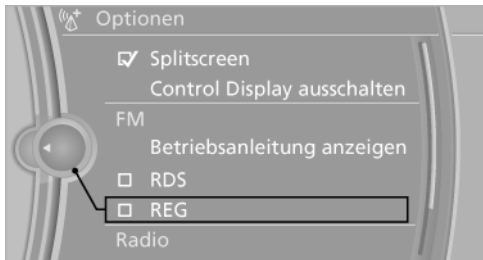 Optionen
Splitscreen
Control Display ausschalten
FM
Betriebsanleitung anzeigen
RDS
REG
Radio